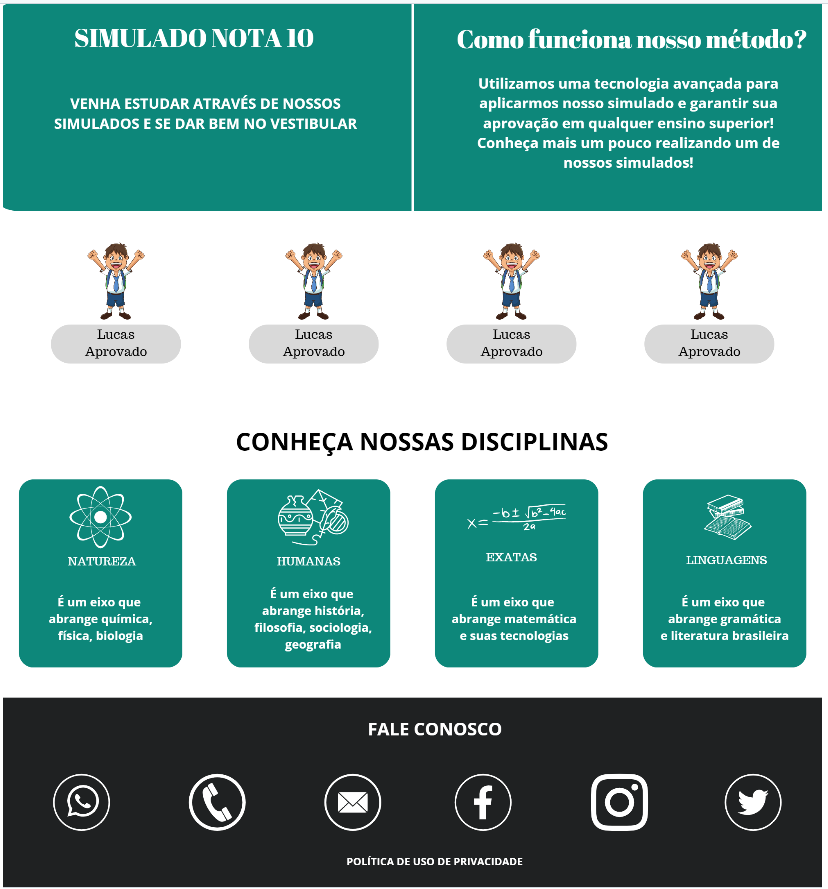 SIMULADO NOTA 10
VENHA ESTUDAR ATRAVÉS DE NOSSOS
SIMULADOS E SE DAR BEM NO VESTIBULAR
Como funciona nosso método?
Utilizamos uma tecnologia avançada para
aplicarmos nosso simulado e garantir sua
aprovação em qualquer ensino superior!
Conheça mais um pouco realizando um de
nossos simulados!
Lucas
Aprovado
Lucas
Aprovado
Lucas
Aprovado
Lucas
Aprovado
CONHEÇA NOSSAS DISCIPLINAS
NATUREZA
É um eixo que
abrange química,
física, biologia
HUMANAS
É um eixo que
abrange história,
filosofia, sociologia,
geografia
x = -b ± √b²-4ac
2a
EXATAS
É um eixo que
abrange matemática
e suas tecnologias
LINGUAGENS
É um eixo que
abrange gramática
e literatura brasileira
FALE CONOSCO
POLÍTICA DE USO DE PRIVACIDADE